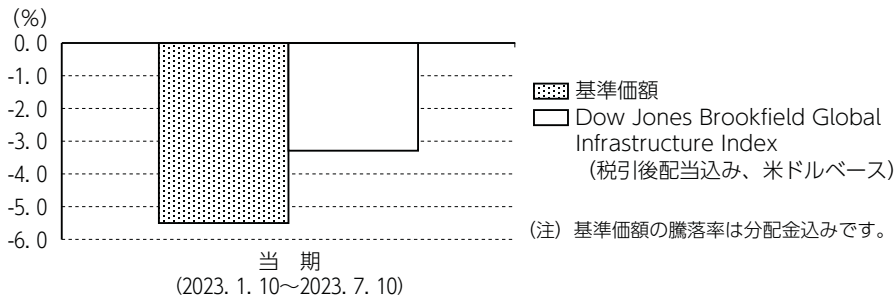 (%)
0. 0
-1. 0
-2. 0
-3. 0
-4. 0
-5. 0
-6. 0
当　期
(2023. 1. 10～2023. 7. 10)
基準価額
Dow Jones Brookfield Global
Infrastructure Index
（税引後配当込み、米ドルベース）
（注）基準価額の騰落率は分配金込みです。